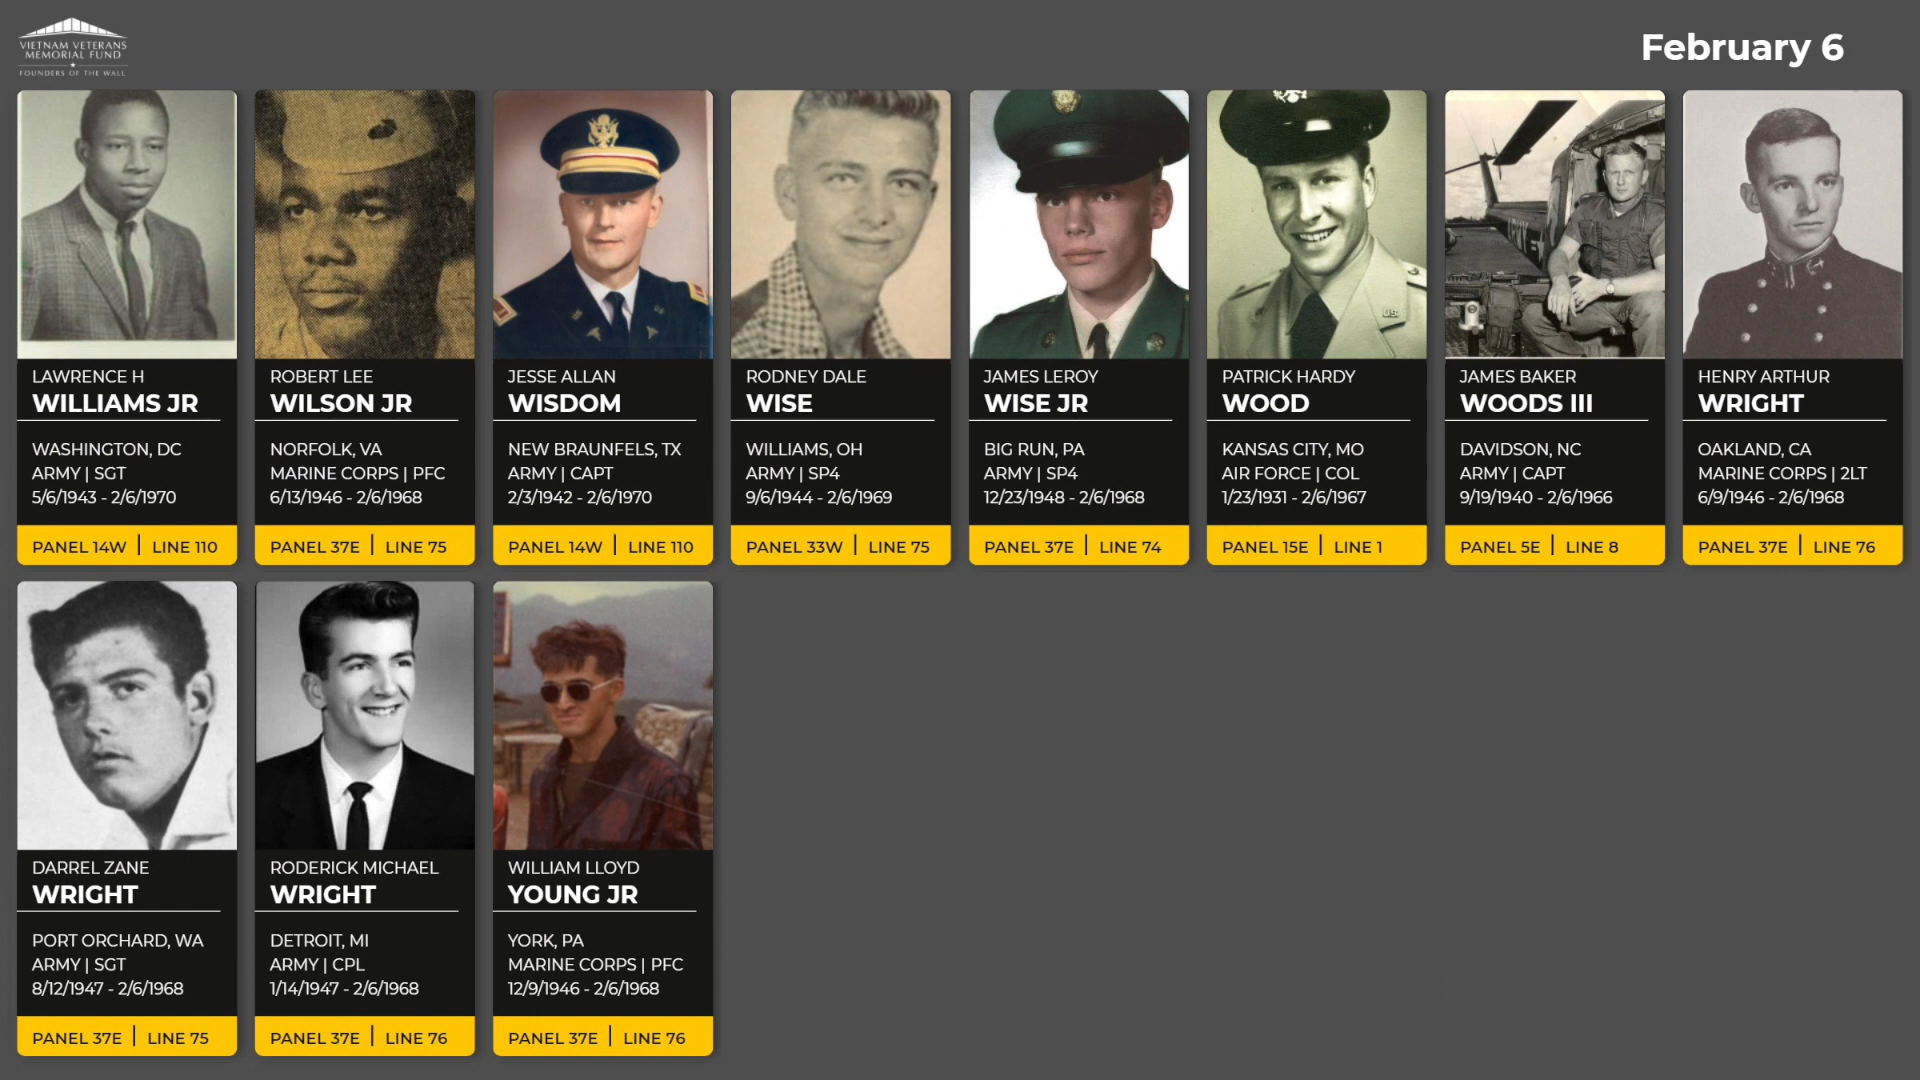 VIETNAM VETERANS
MEMORIAL FUND
FOUNDERS OF THE WALL
February 6
LAWRENCE H
WILLIAMS JR
WASHINGTON, DC
ARMY | SGT
5/6/1943 - 2/6/1970
PANEL 14W | LINE 110
ROBERT LEE
WILSON JR
NORFOLK, VA
MARINE CORPS | PFC
6/13/1946 - 2/6/1968
PANEL 37E | LINE 75
JESSE ALLAN
WISDOM
NEW BRAUNFELS, TX
ARMY | CAPT
2/3/1942 - 2/6/1970
PANEL 14W | LINE 110
RODNEY DALE
WISE
WILLIAMS, OH
ARMY | SP4
9/6/1944 - 2/6/1969
PANEL 33W | LINE 75
JAMES LEROY
WISE JR
BIG RUN, PA
ARMY | SP4
12/23/1948 - 2/6/1968
PANEL 37E | LINE 74
PATRICK HARDY
WOOD
KANSAS CITY, MO
AIR FORCE | COL
1/23/1931 - 2/6/1967
PANEL 15E | LINE 1
JAMES BAKER
WOODS III
DAVIDSON, NC
ARMY | CAPT
9/19/1940 - 2/6/1966
PANEL 5E | LINE 8
HENRY ARTHUR
WRIGHT
OAKLAND, CA
MARINE CORPS | 2LT
6/9/1946 - 2/6/1968
PANEL 37E | LINE 76
DARREL ZANE
WRIGHT
PORT ORCHARD, WA
ARMY | SGT
8/12/1947 - 2/6/1968
PANEL 37E | LINE 75
RODERICK MICHAEL
WRIGHT
DETROIT, MI
ARMY | CPL
1/14/1947 - 2/6/1968
PANEL 37E | LINE 76
WILLIAM LLOYD
YOUNG JR
YORK, PA
MARINE CORPS | PFC
12/9/1946 - 2/6/1968
PANEL 37E | LINE 76